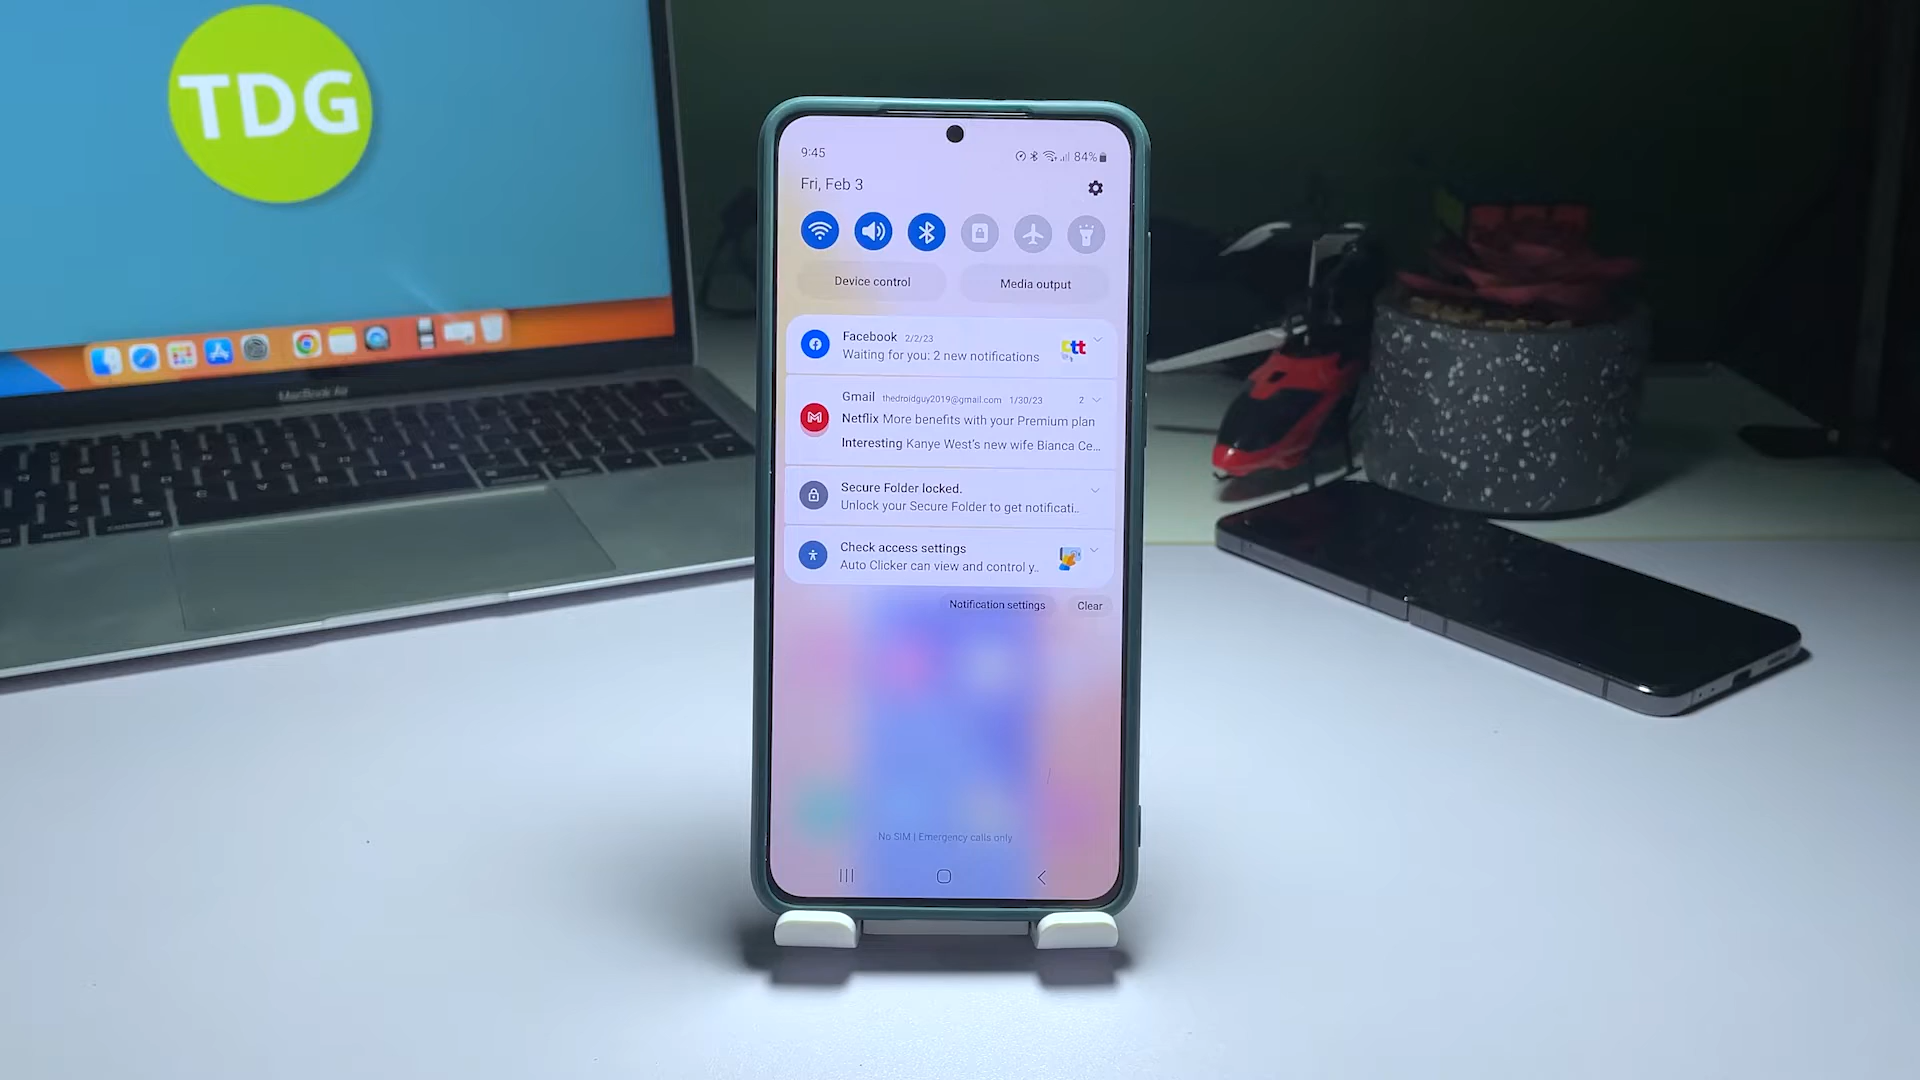 TDG
MacBook Air
9:45
84%
Fri, Feb 3
Device control
Media output
Facebook 2/2/23
Waiting for you: 2 new notifications
Gmail thedroidguy2019@gmail.com 1/30/23 2
Netflix More benefits with your Premium plan
Interesting Kanye West's new wife Bianca Ce...
Secure Folder locked.
Unlock your Secure Folder to get notificati..
Check access settings
Auto Clicker can view and control y..
Notification settings
Clear
No SIM | Emergency calls only